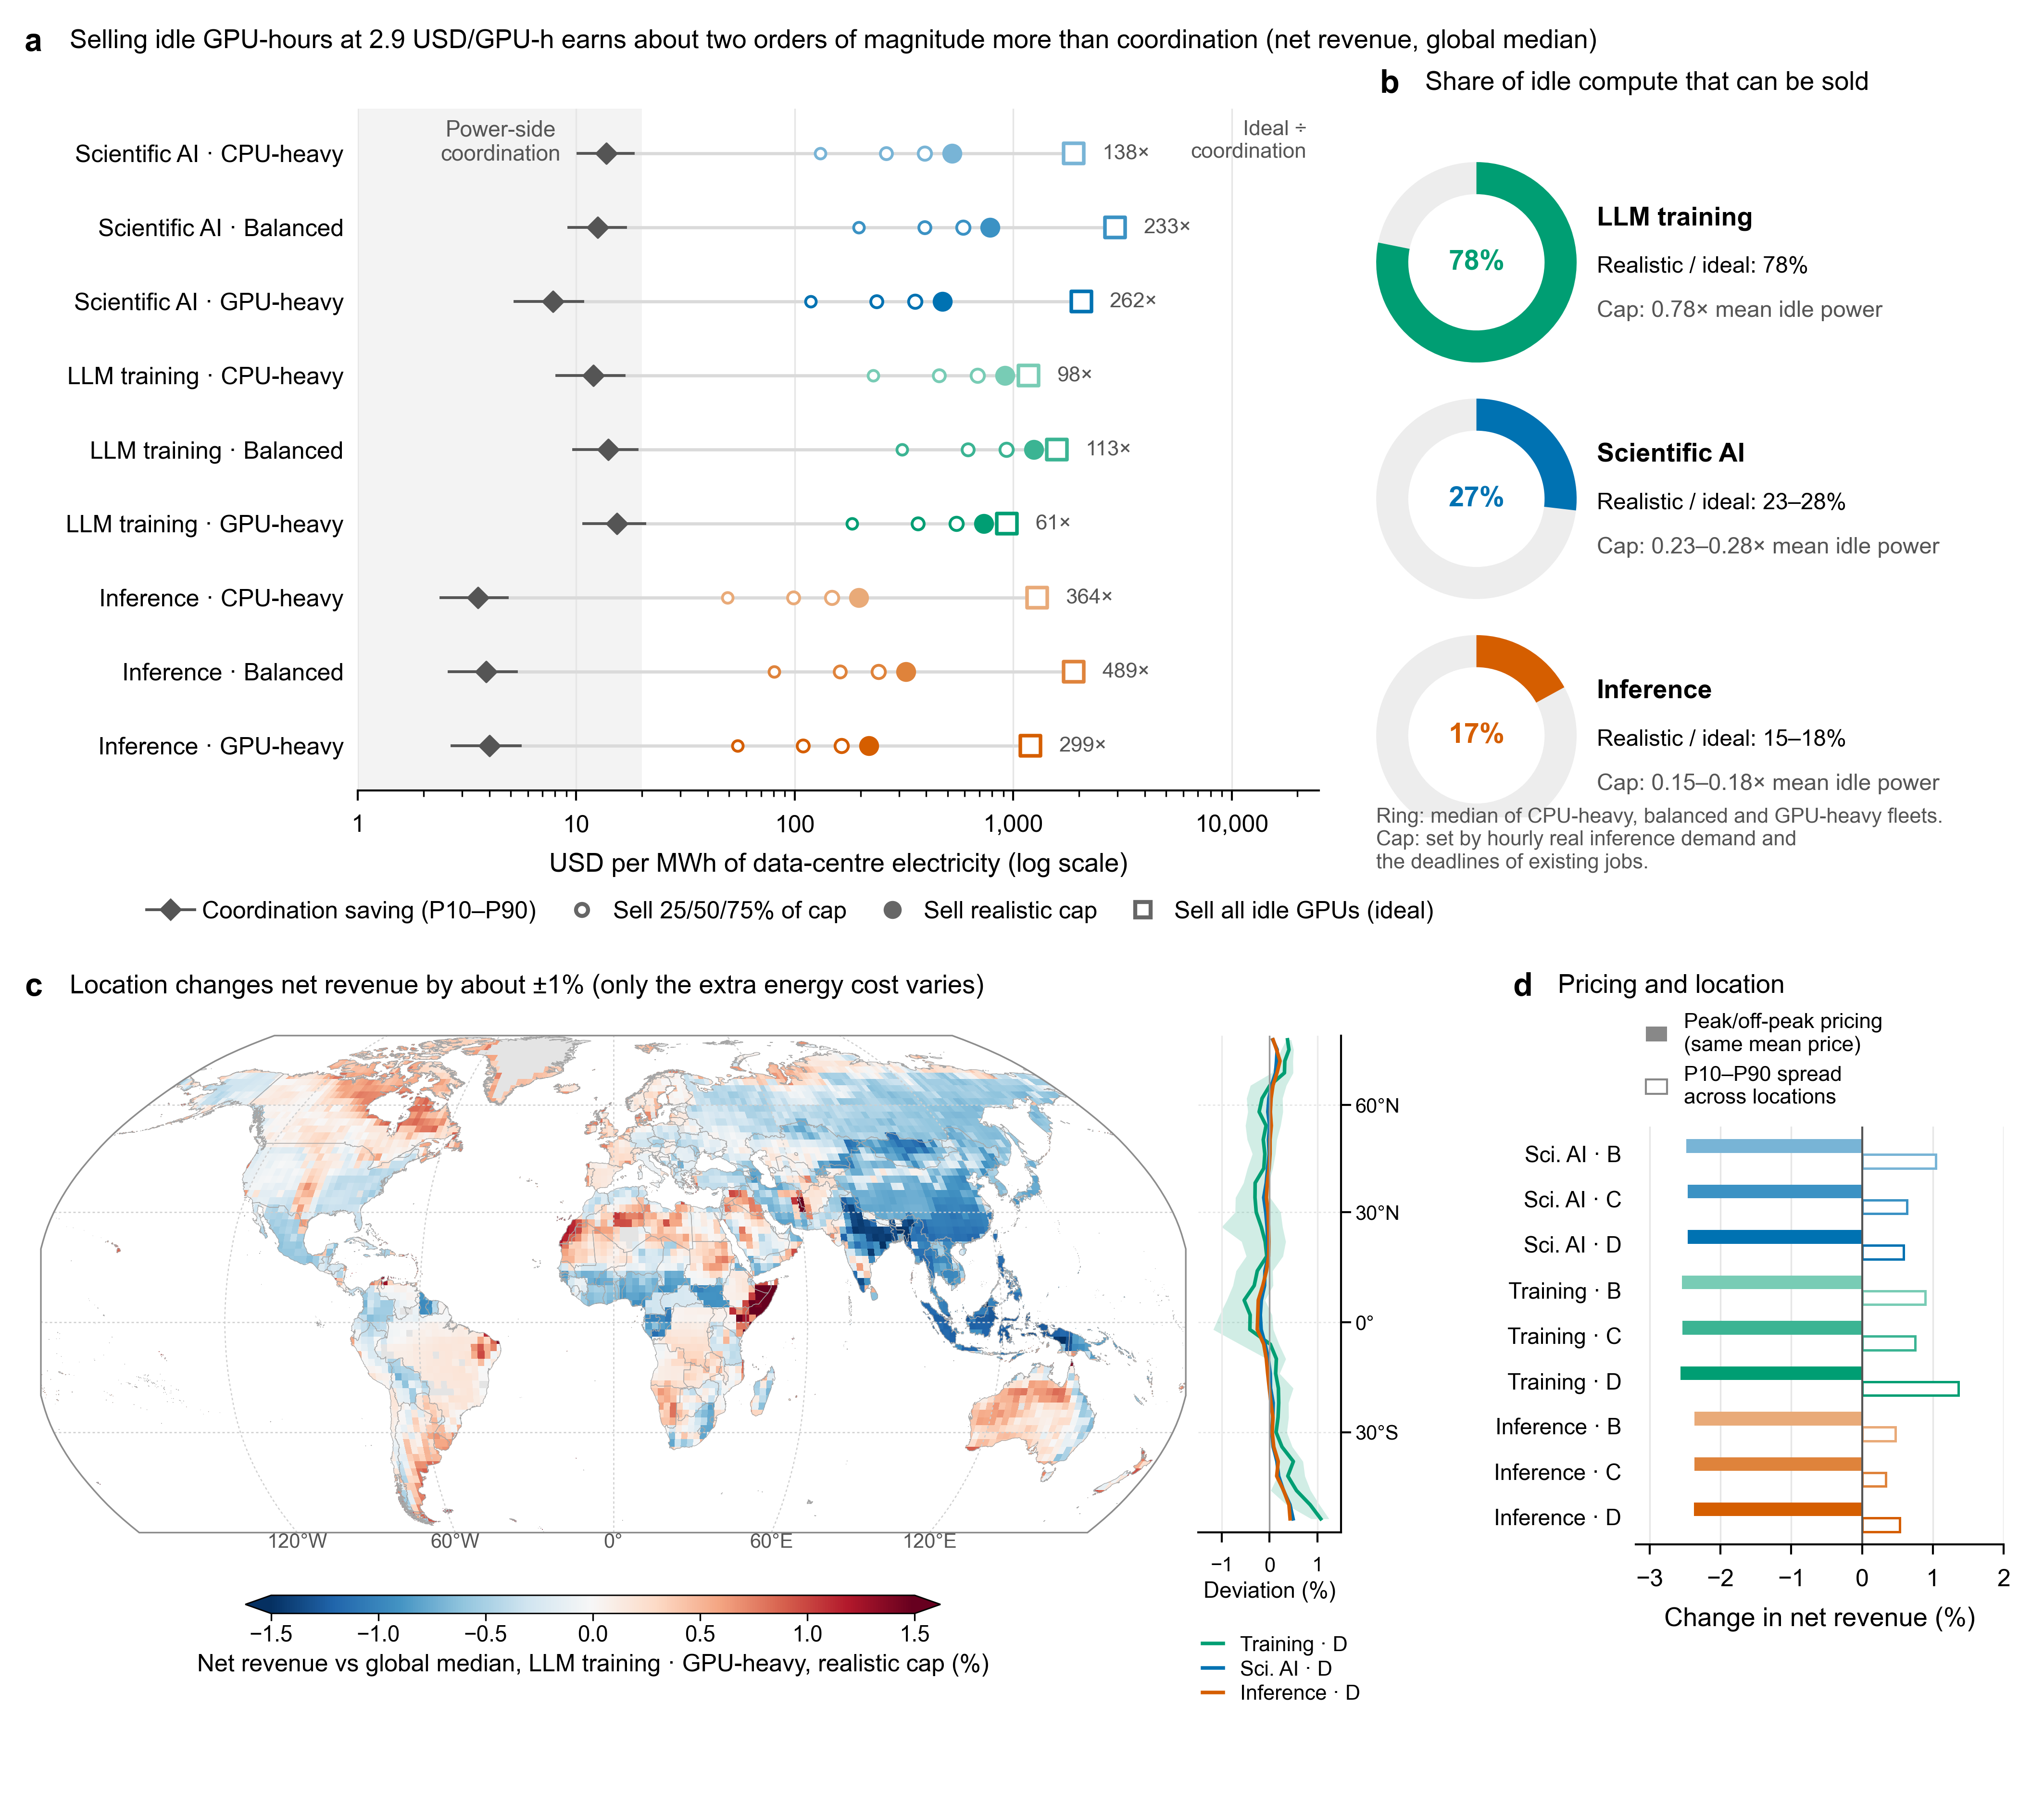 a Selling idle GPU-hours at 2.9 USD/GPU-h earns about two orders of magnitude more than coordination (net revenue, global median)
Power-side
coordination
Ideal ÷
coordination
Scientific AI · CPU-heavy 138×
Scientific AI · Balanced 233×
Scientific AI · GPU-heavy 262×
LLM training · CPU-heavy 98×
LLM training · Balanced 113×
LLM training · GPU-heavy 61×
Inference · CPU-heavy 364×
Inference · Balanced 489×
Inference · GPU-heavy 299×
1 10 100 1,000 10,000
USD per MWh of data-centre electricity (log scale)
Coordination saving (P10–P90) Sell 25/50/75% of cap Sell realistic cap Sell all idle GPUs (ideal)
b Share of idle compute that can be sold
78%
LLM training
Realistic / ideal: 78%
Cap: 0.78× mean idle power
27%
Scientific AI
Realistic / ideal: 23–28%
Cap: 0.23–0.28× mean idle power
17%
Inference
Realistic / ideal: 15–18%
Cap: 0.15–0.18× mean idle power
Ring: median of CPU-heavy, balanced and GPU-heavy fleets.
Cap: set by hourly real inference demand and
the deadlines of existing jobs.
c Location changes net revenue by about ±1% (only the extra energy cost varies)
120°W 60°W 0° 60°E 120°E
−1.5 −1.0 −0.5 0.0 0.5 1.0 1.5
Net revenue vs global median, LLM training · GPU-heavy, realistic cap (%)
60°N
30°N
0°
30°S
−1 0 1
Deviation (%)
Training · D
Sci. AI · D
Inference · D
d Pricing and location
Peak/off-peak pricing
(same mean price)
P10–P90 spread
across locations
Sci. AI · B
Sci. AI · C
Sci. AI · D
Training · B
Training · C
Training · D
Inference · B
Inference · C
Inference · D
−3 −2 −1 0 1 2
Change in net revenue (%)